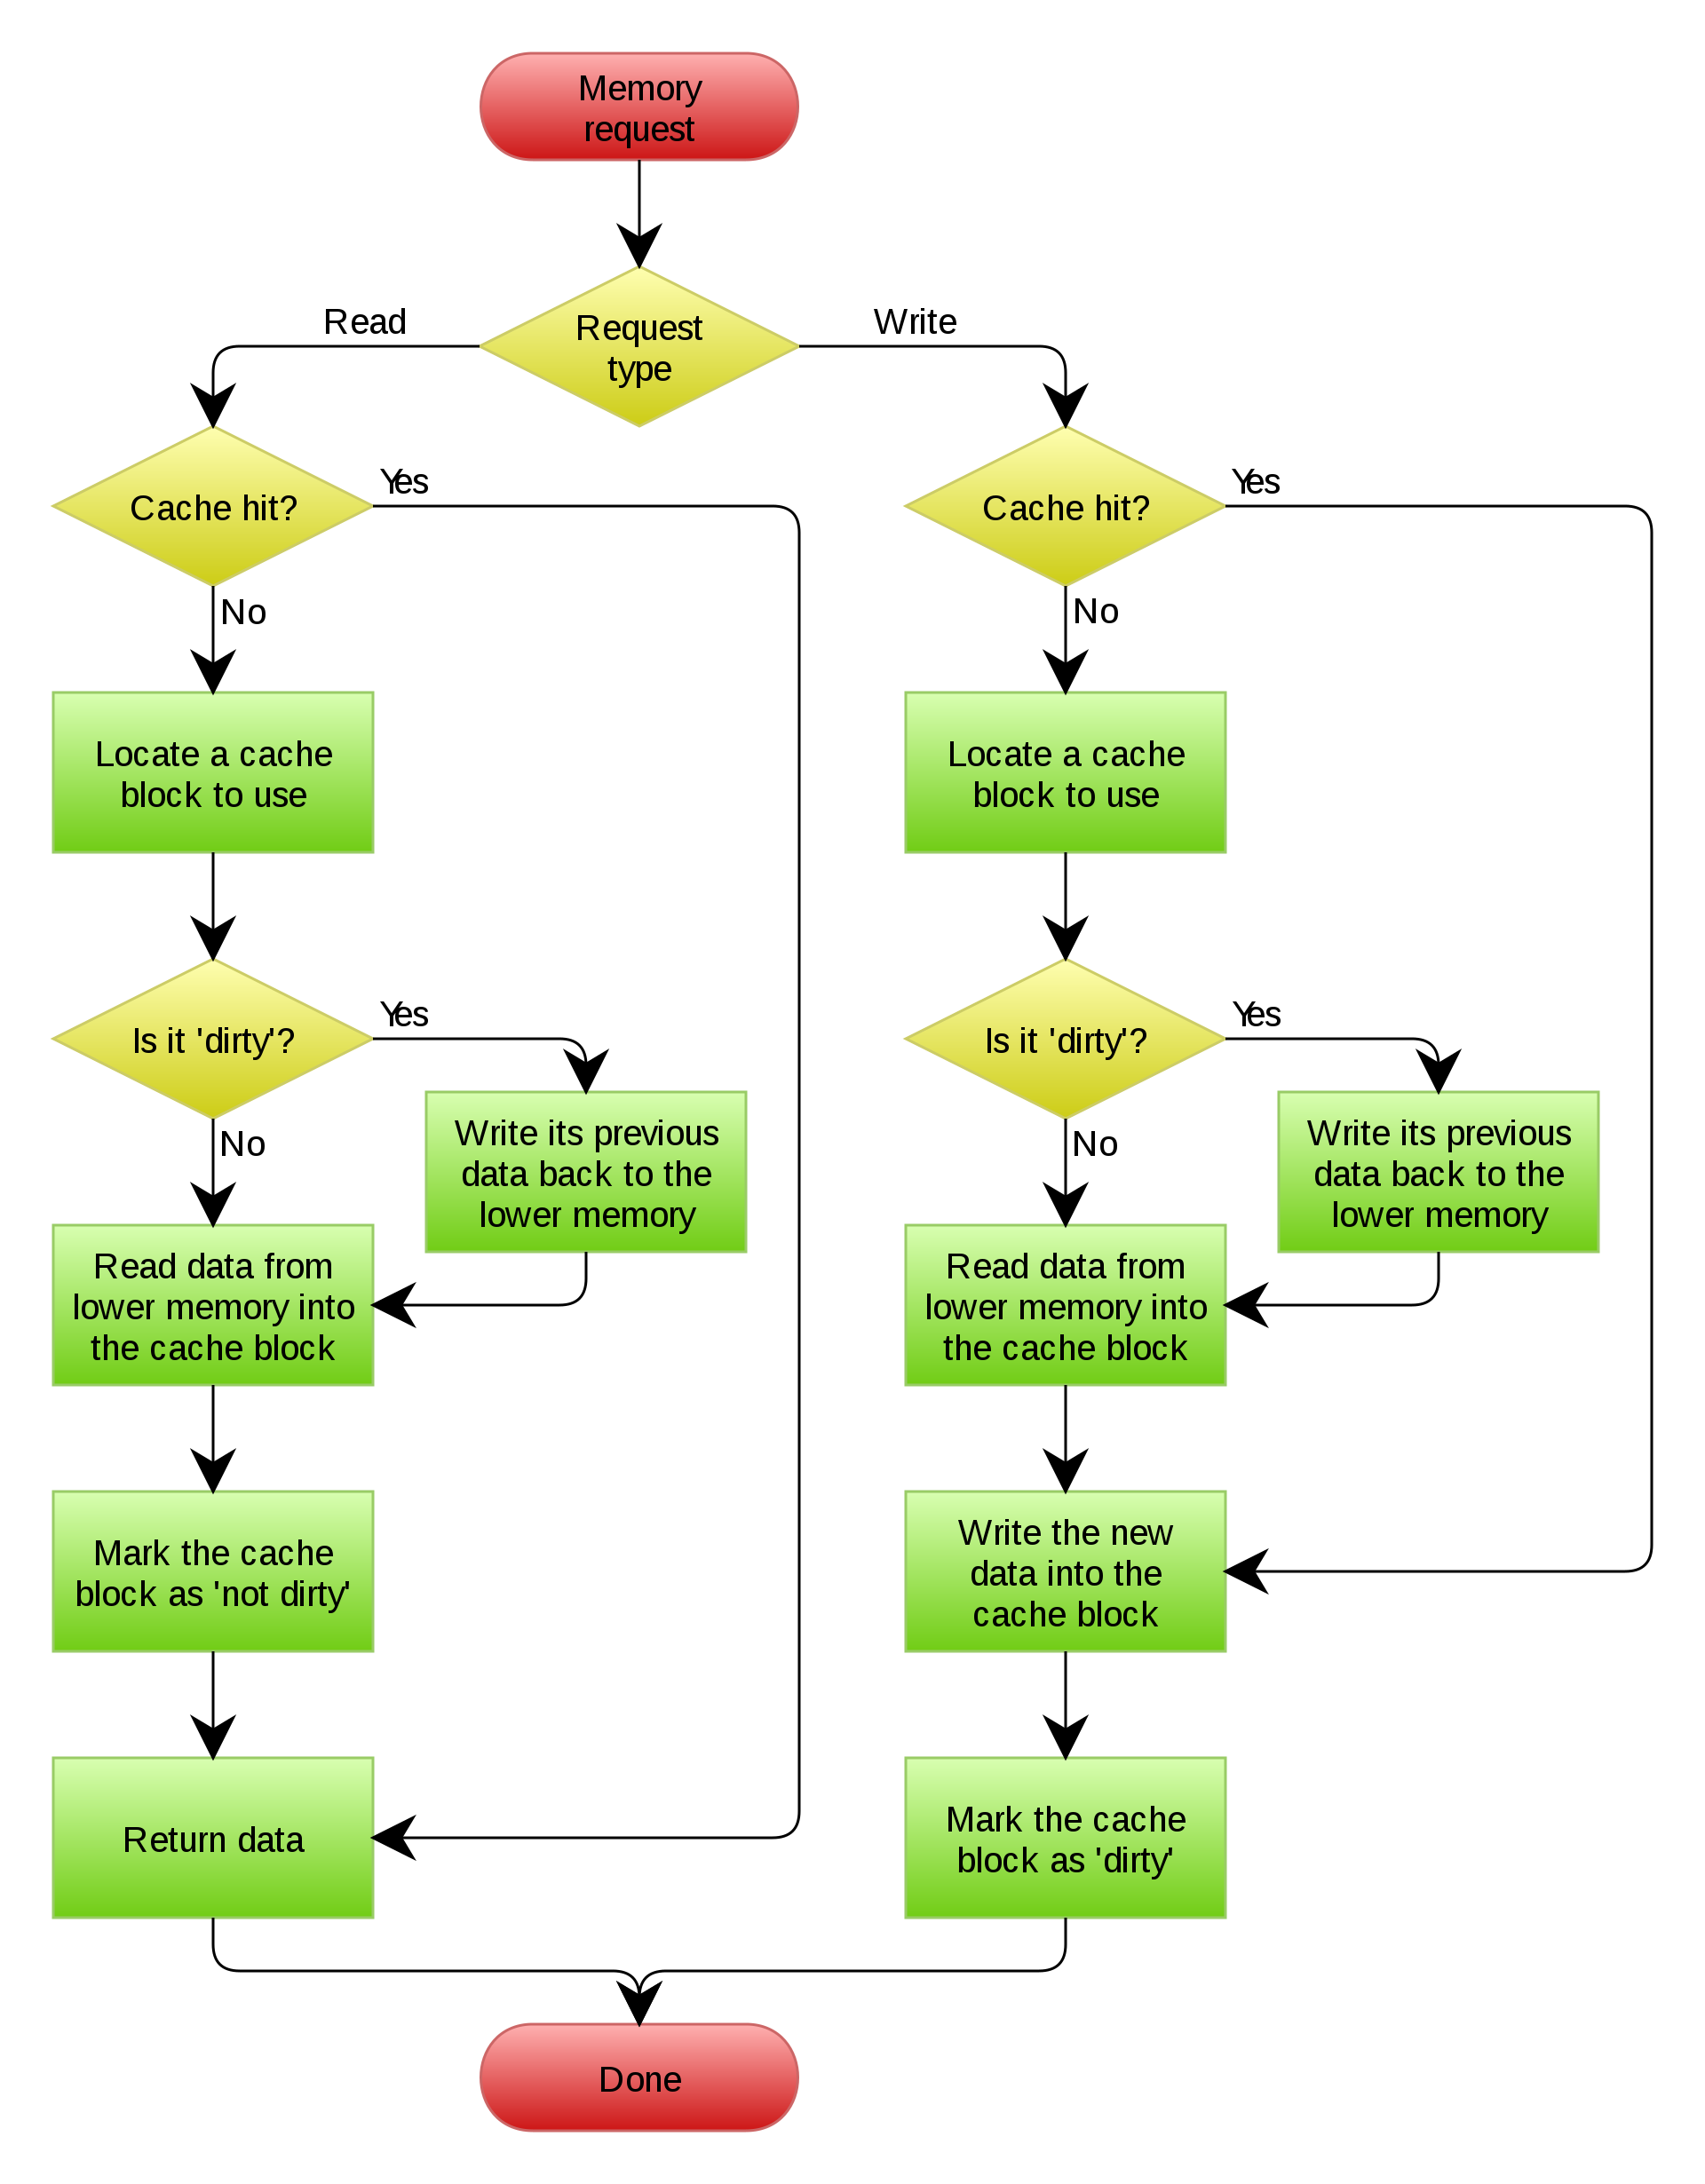 Memory
request
Request
type
Read
Write
Cache hit?
Yes
No
Locate a cache
block to use
Is it 'dirty'?
Yes
No
Write its previous
data back to the
lower memory
Read data from
lower memory into
the cache block
Mark the cache
block as 'not dirty'
Return data
Cache hit?
Yes
No
Locate a cache
block to use
Is it 'dirty'?
Yes
No
Write its previous
data back to the
lower memory
Read data from
lower memory into
the cache block
Write the new
data into the
cache block
Mark the cache
block as 'dirty'
Done